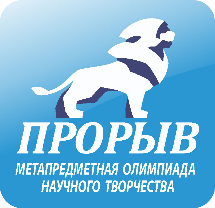 ПРОРЫВ
МЕТАПРЕДМЕТНАЯ ОЛИМПИАДА
НАУЧНОГО ТВОРЧЕСТВА